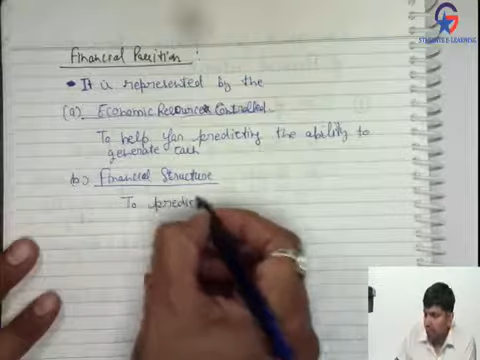 Financial Position :
• It is represented by the
(a) Economic Resources Controlled
To help for predicting the ability to
generate cash
(b) Financial Structure
To predic